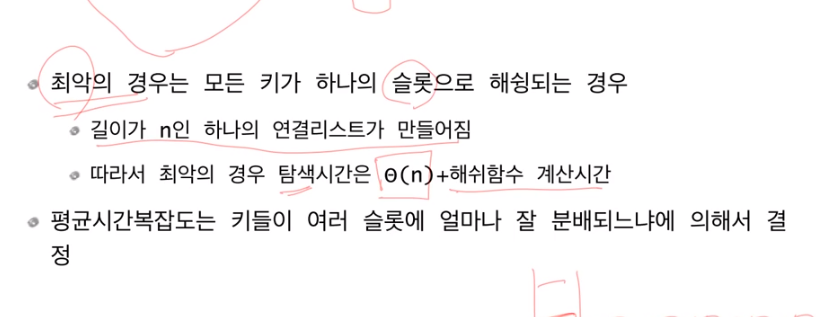 최악의 경우는 모든 키가 하나의 슬롯으로 해슁되는 경우
길이가 n인 하나의 연결리스트가 만들어짐
따라서 최악의 경우 탐색시간은 Θ(n)+해쉬함수 계산시간
평균시간복잡도는 키들이 여러 슬롯에 얼마나 잘 분배되느냐에 의해서 결
정